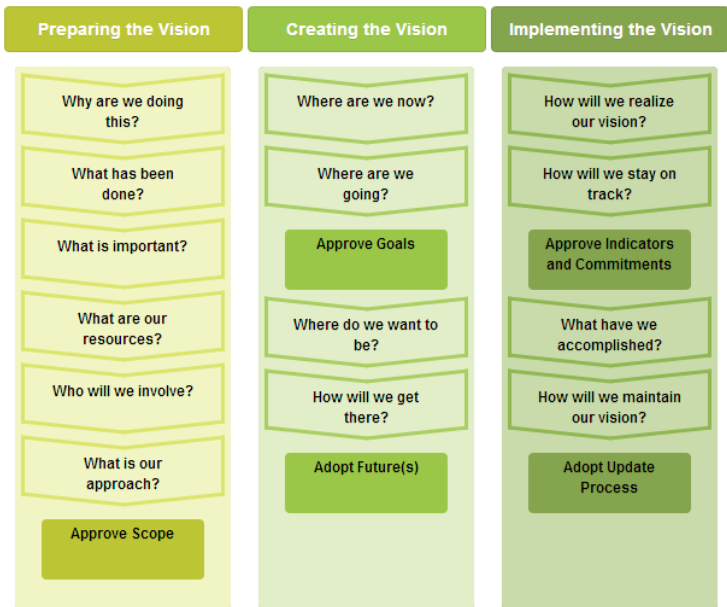 Preparing the Vision
Why are we doing
this?
What has been
done?
What is important?
What are our
resources?
Who will we involve?
What is our
approach?
Approve Scope
Creating the Vision
Where are we now?
Where are we
going?
Approve Goals
Where do we want to
be?
How will we get
there?
Adopt Future(s)
Implementing the Vision
How will we realize
our vision?
How will we stay on
track?
Approve Indicators
and Commitments
What have we
accomplished?
How will we maintain
our vision?
Adopt Update
Process